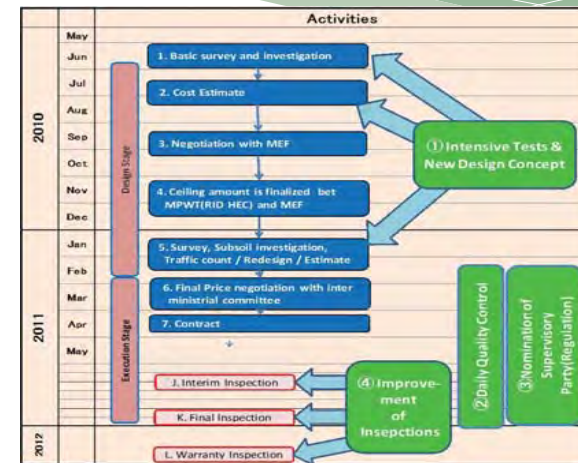 Activities
2010
May
Jun
Jul
Aug
Sep
Oct
Nov
Dec
2011
Jan
Feb
Mar
Apr
May
2012
Design Stage
Execution Stage
1. Basic survey and investigation
2. Cost Estimate
3. Negotiation with MEF
4. Ceiling amount is finalized bet
MPWT(RID HEC) and MEF
5. Survey, Subsoil investigation,
Traffic count / Redesign / Estimate
6. Final Price negotiation with inter
ministrial committee
7. Contract
J. Interim Inspection
K. Final Inspection
L. Warranty Inspection
①Intensive Tests &
New Design Concept
②Daily Quality Control
③Nomination of
Supervisory
Party(Regulation)
④Improve-
ment
of
Insepctions